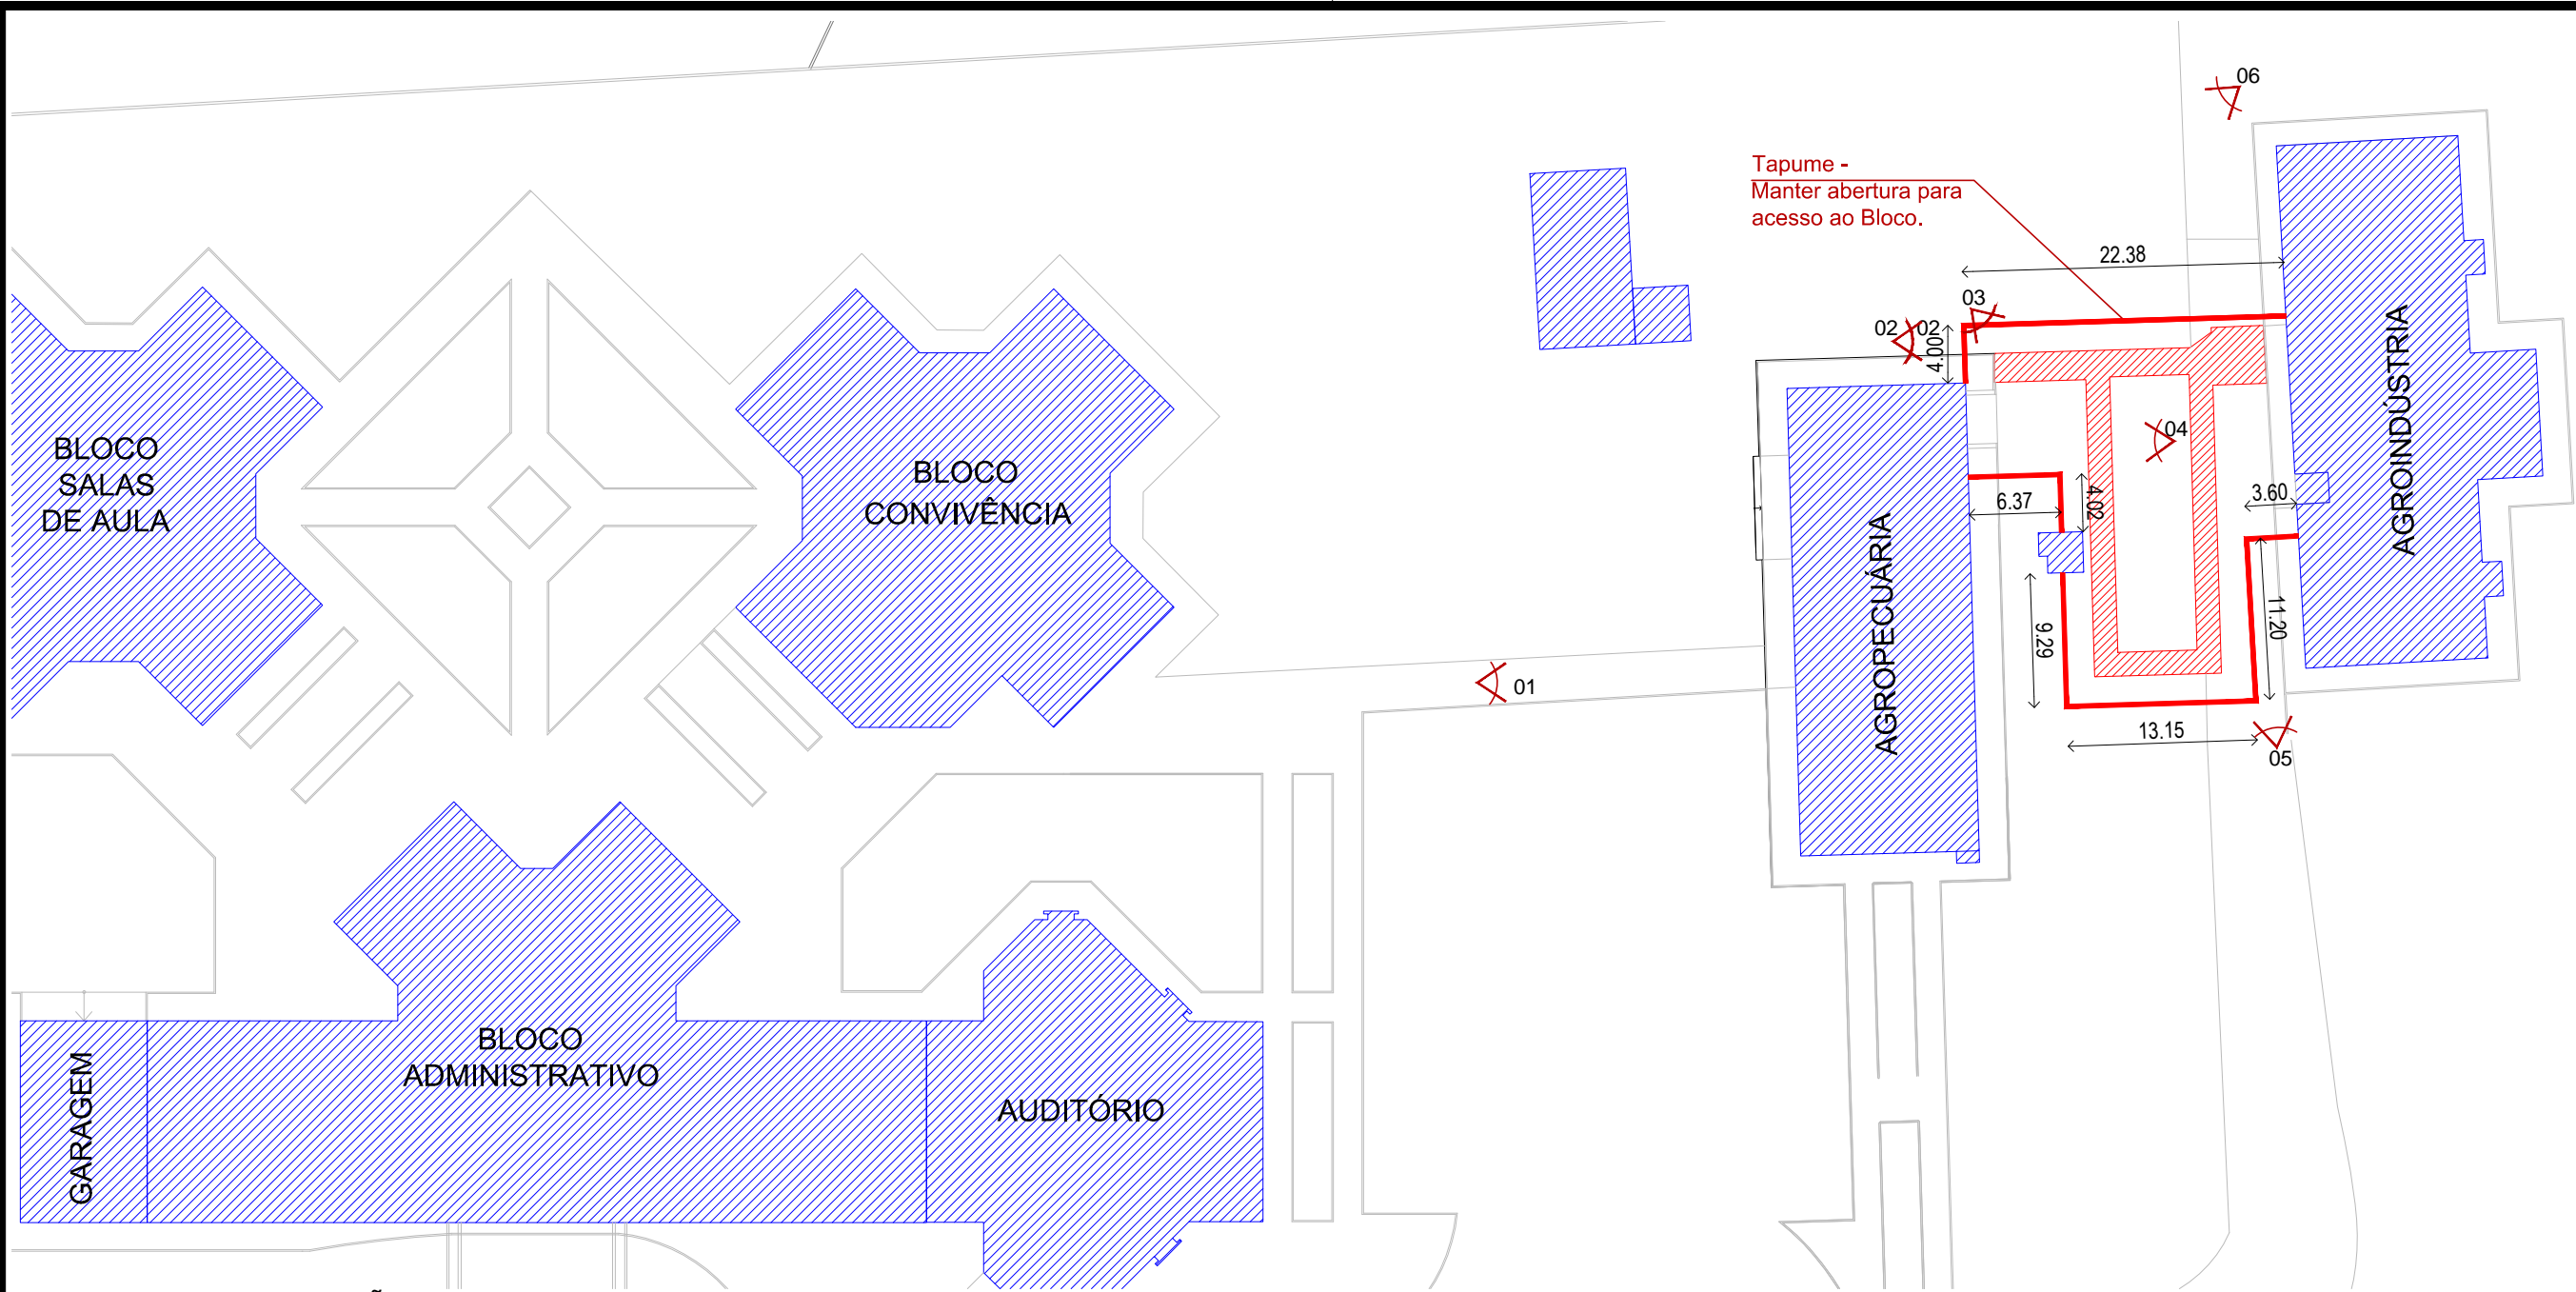 06
Tapume -
Manter abertura para
acesso ao Bloco.
22.38
03
02
02
4.00
BLOCO
SALAS
DE AULA
BLOCO
CONVIVÊNCIA
04
6.37
4.02
3.60
AGROINDÚSTRIA
AGROPECUÁRIA
9.29
11.20
01
13.15
05
BLOCO
ADMINISTRATIVO
GARAGEM
AUDITÓRIO